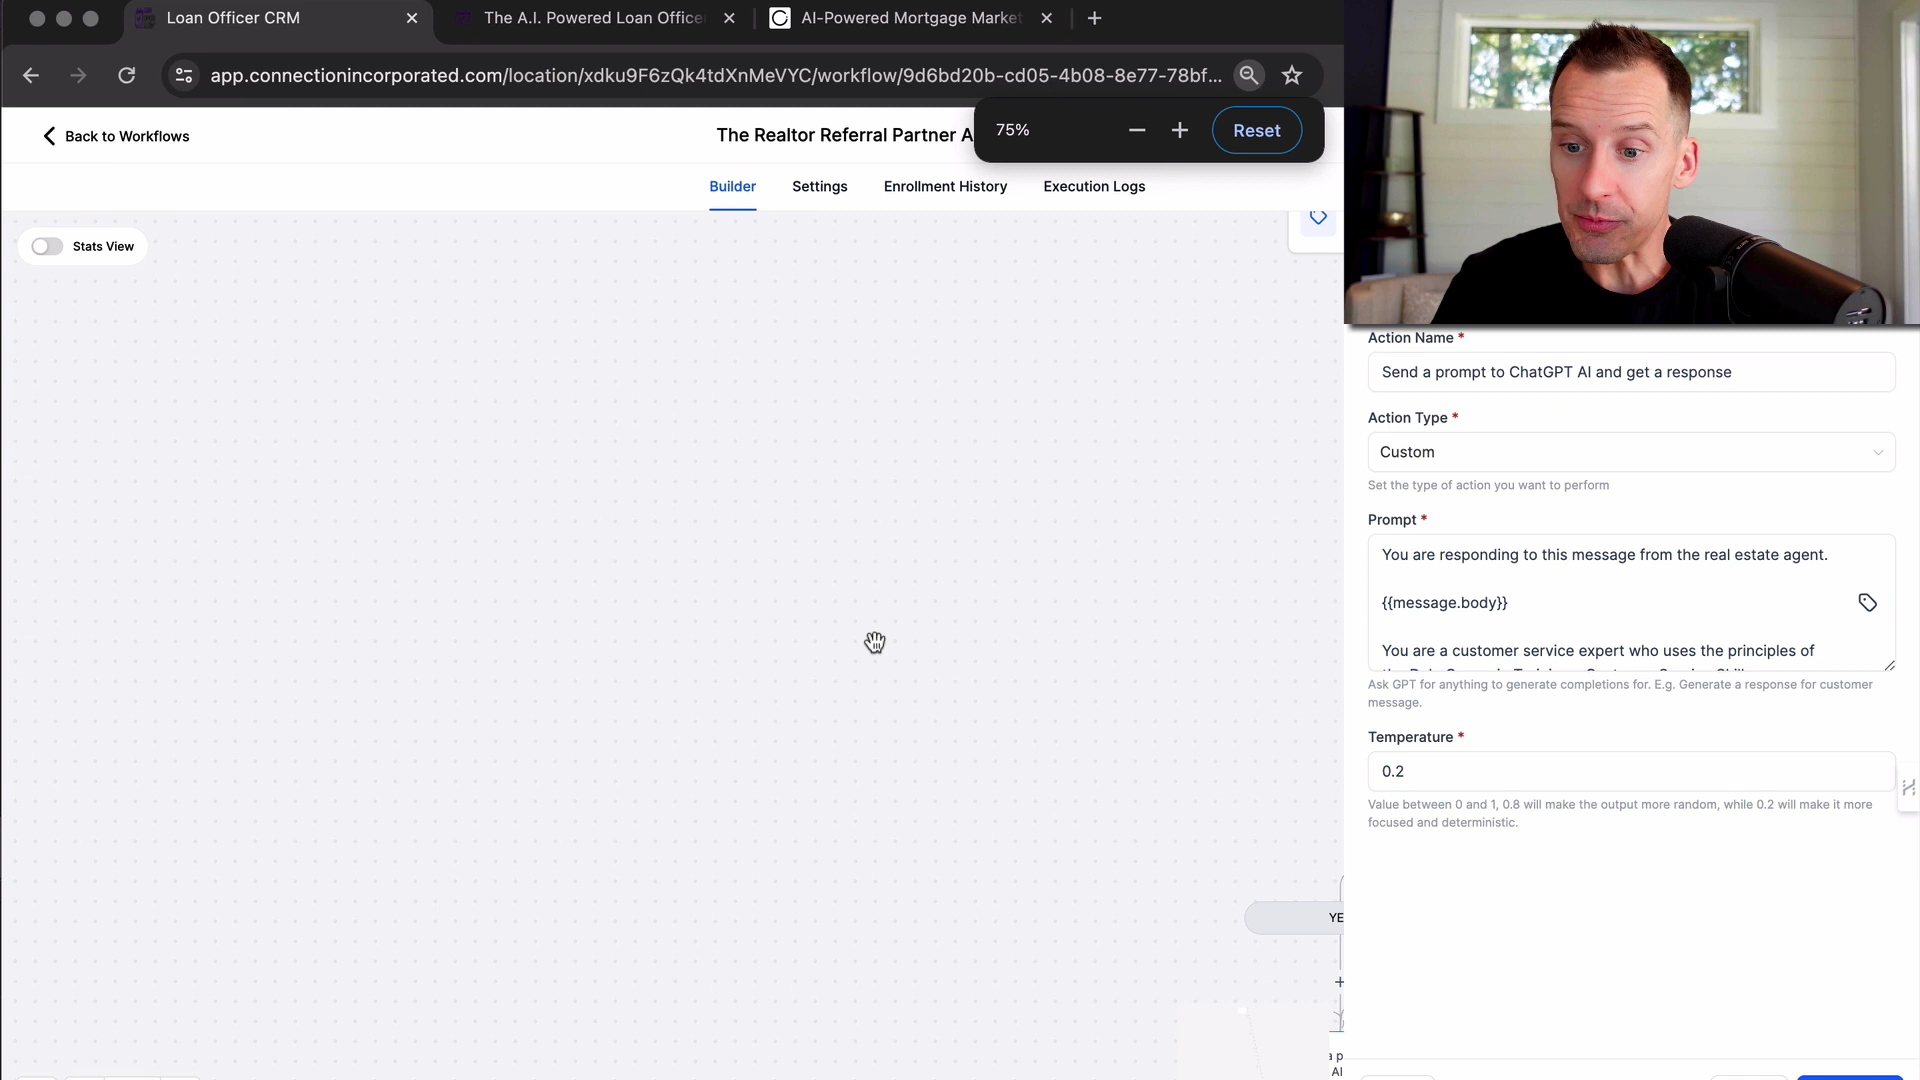 Loan Officer CRM
The A.I. Powered Loan Office
AI-Powered Mortgage Market
app.connectionincorporated.com/location/xdku9F6zQk4tdXnMeVYC/workflow/9d6bd20b-cd05-4b08-8e77-78bf...
Back to Workflows
The Realtor Referral Partner A
75%
Reset
Builder
Settings
Enrollment History
Execution Logs
Stats View
Action Name *
Send a prompt to ChatGPT AI and get a response
Action Type *
Custom
Set the type of action you want to perform
Prompt *
You are responding to this message from the real estate agent.
{{message.body}}
You are a customer service expert who uses the principles of
Ask GPT for anything to generate completions for. E.g. Generate a response for customer
message.
Temperature *
0.2
Value between 0 and 1, 0.8 will make the output more random, while 0.2 will make it more
focused and deterministic.
YE
a p
AI